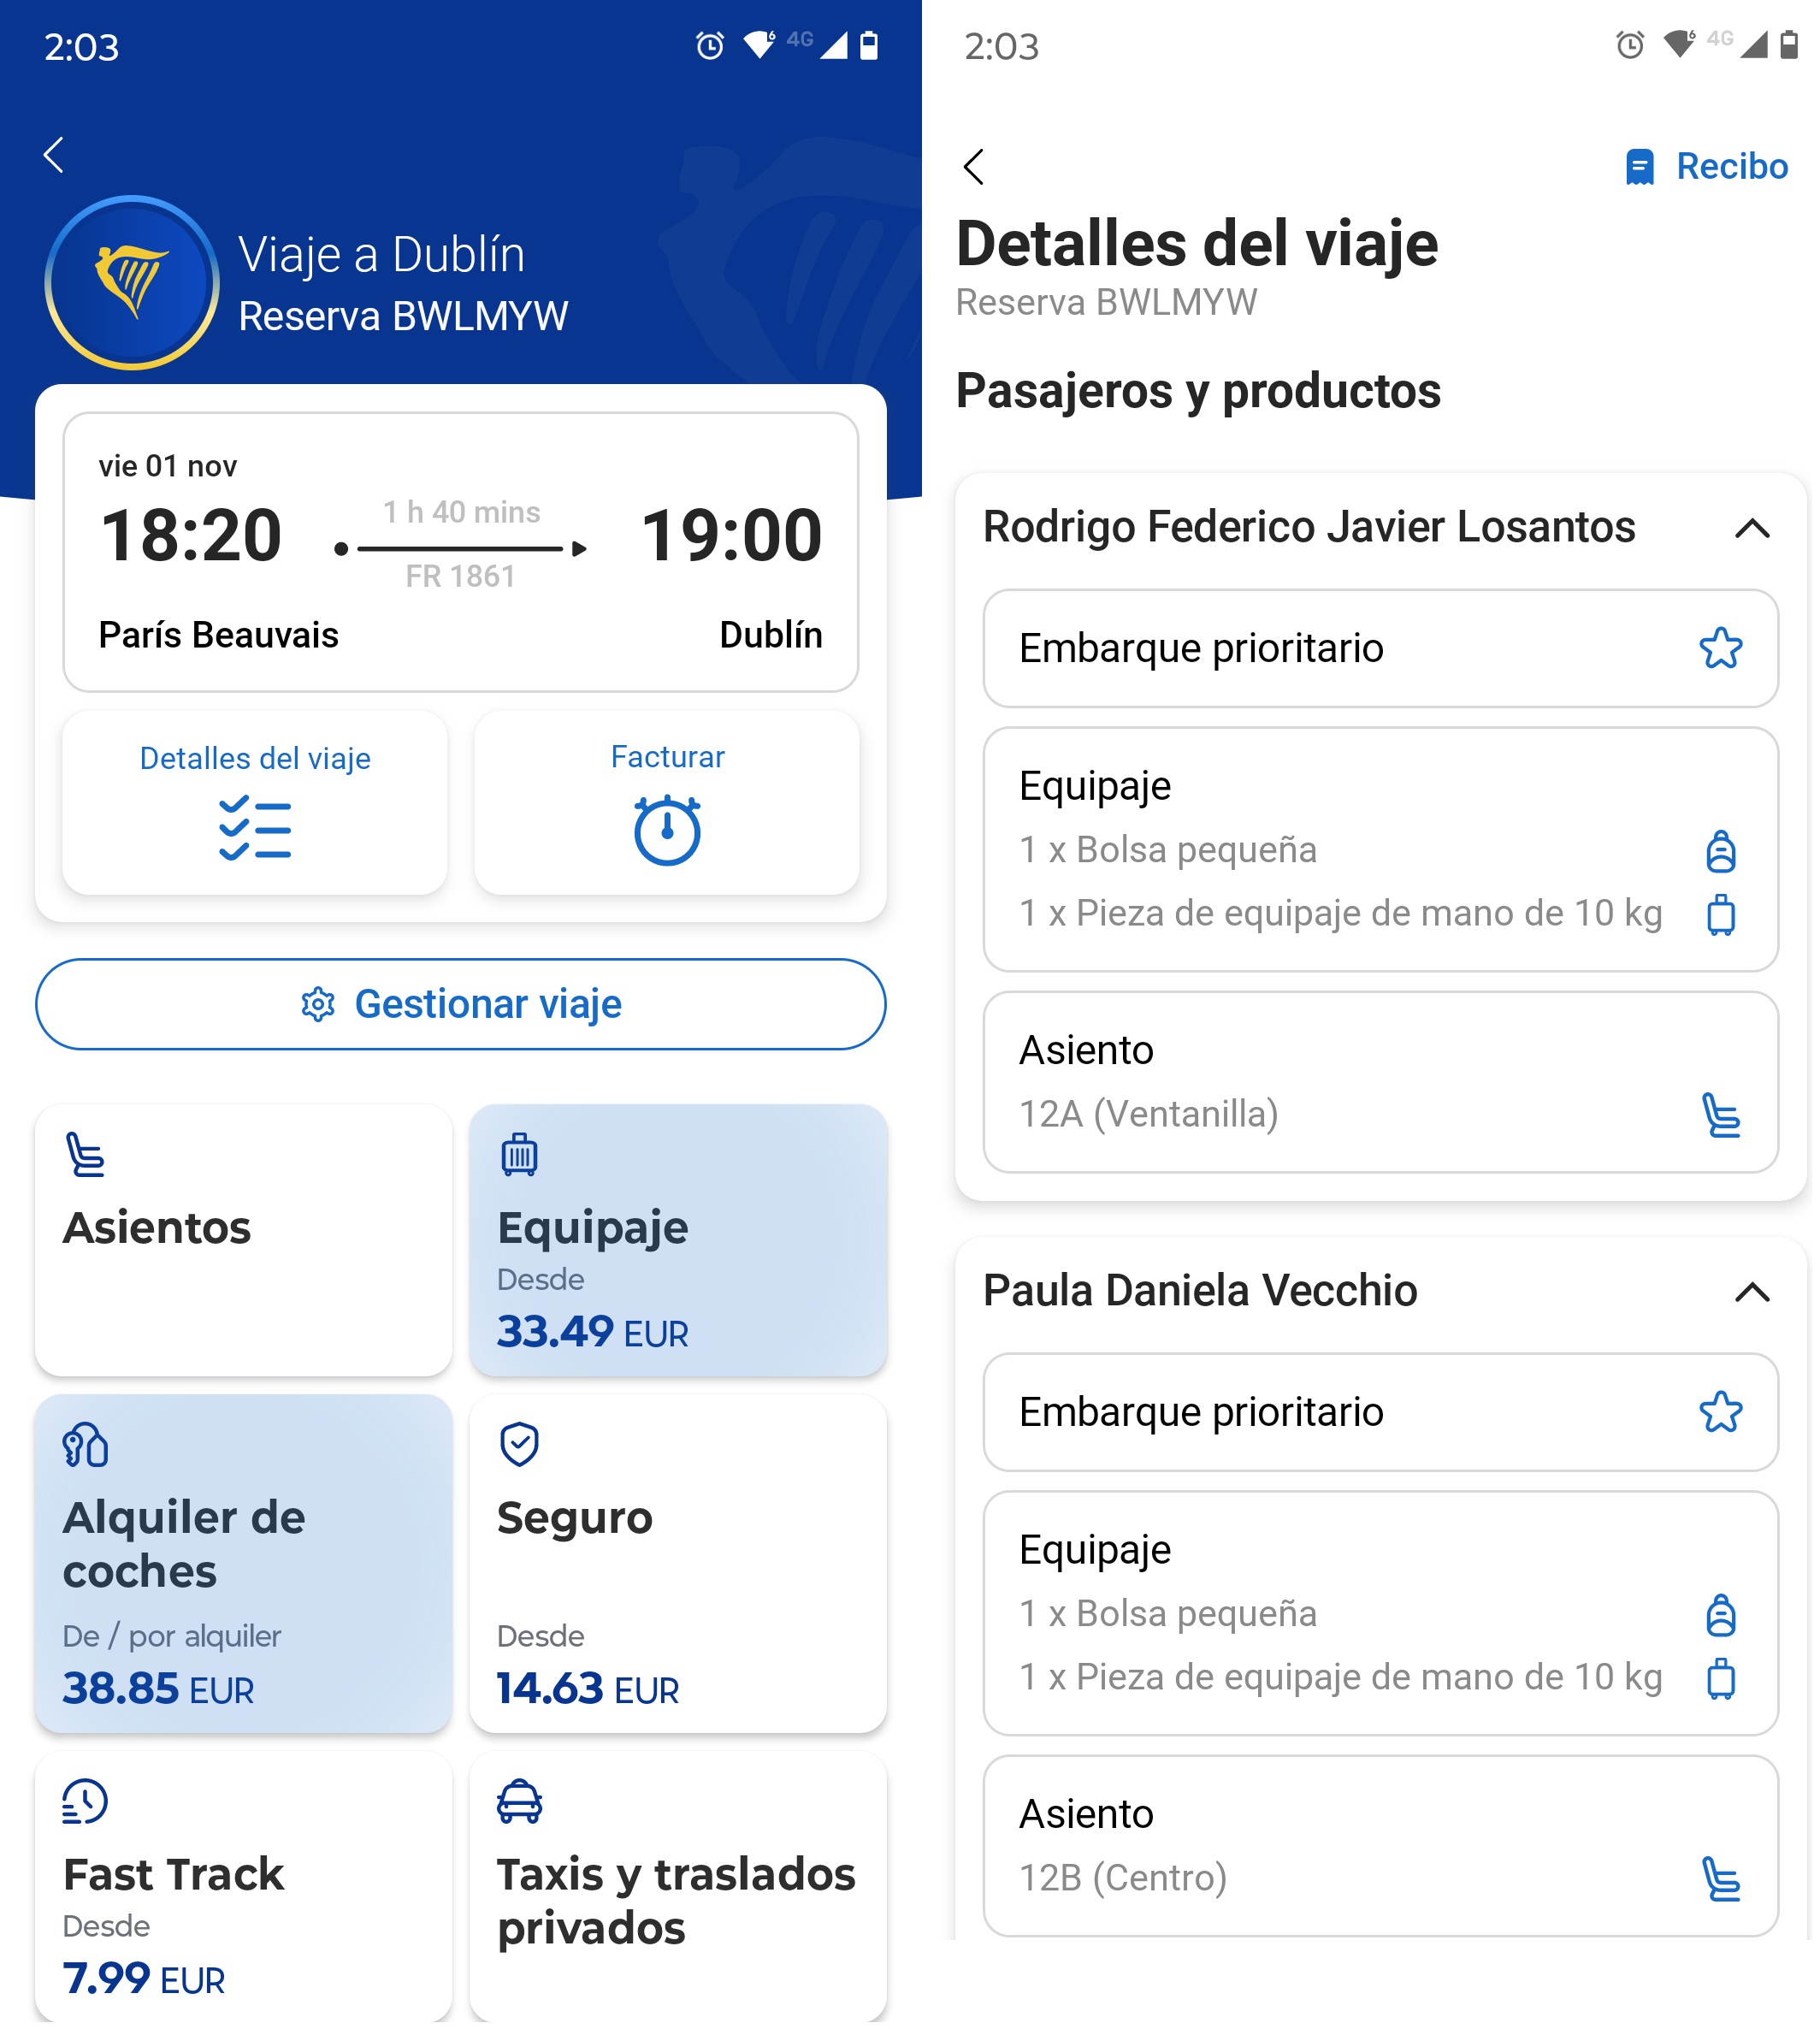 2:03
6 4G
Viaje a Dublín
Reserva BWLMYW
vie 01 nov
18:20
1 h 40 mins
19:00
FR 1861
París Beauvais
Dublín
Detalles del viaje
Facturar
Gestionar viaje
Asientos
Equipaje
Desde
33.49 EUR
Alquiler de
coches
De / por alquiler
38.85 EUR
Seguro
Desde
14.63 EUR
Fast Track
Desde
7.99 EUR
Taxis y traslados
privados
2:03
6 4G
Recibo
Detalles del viaje
Reserva BWLMYW
Pasajeros y productos
Rodrigo Federico Javier Losantos
Embarque prioritario
Equipaje
1 x Bolsa pequeña
1 x Pieza de equipaje de mano de 10 kg
Asiento
12A (Ventanilla)
Paula Daniela Vecchio
Embarque prioritario
Equipaje
1 x Bolsa pequeña
1 x Pieza de equipaje de mano de 10 kg
Asiento
12B (Centro)